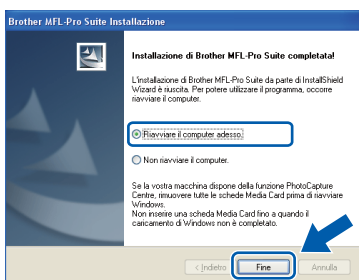 Brother MFL-Pro Suite Installazione
Installazione di Brother MFL-Pro Suite completata!
L'installazione di Brother MFL-Pro Suite da parte di InstallShield
Wizard è riuscita. Per potere utilizzare il programma, occorre
riavviare il computer.
Riavviare il computer adesso.
Non riavviare il computer.
Se la vostra macchina dispone della funzione PhotoCapture
Centre, rimuovere tutte le schede Media Card prima di riavviare
Windows.
Non inserire una scheda Media Card fino a quando il
caricamento di Windows non è completato.
< Indietro
Fine
Annulla